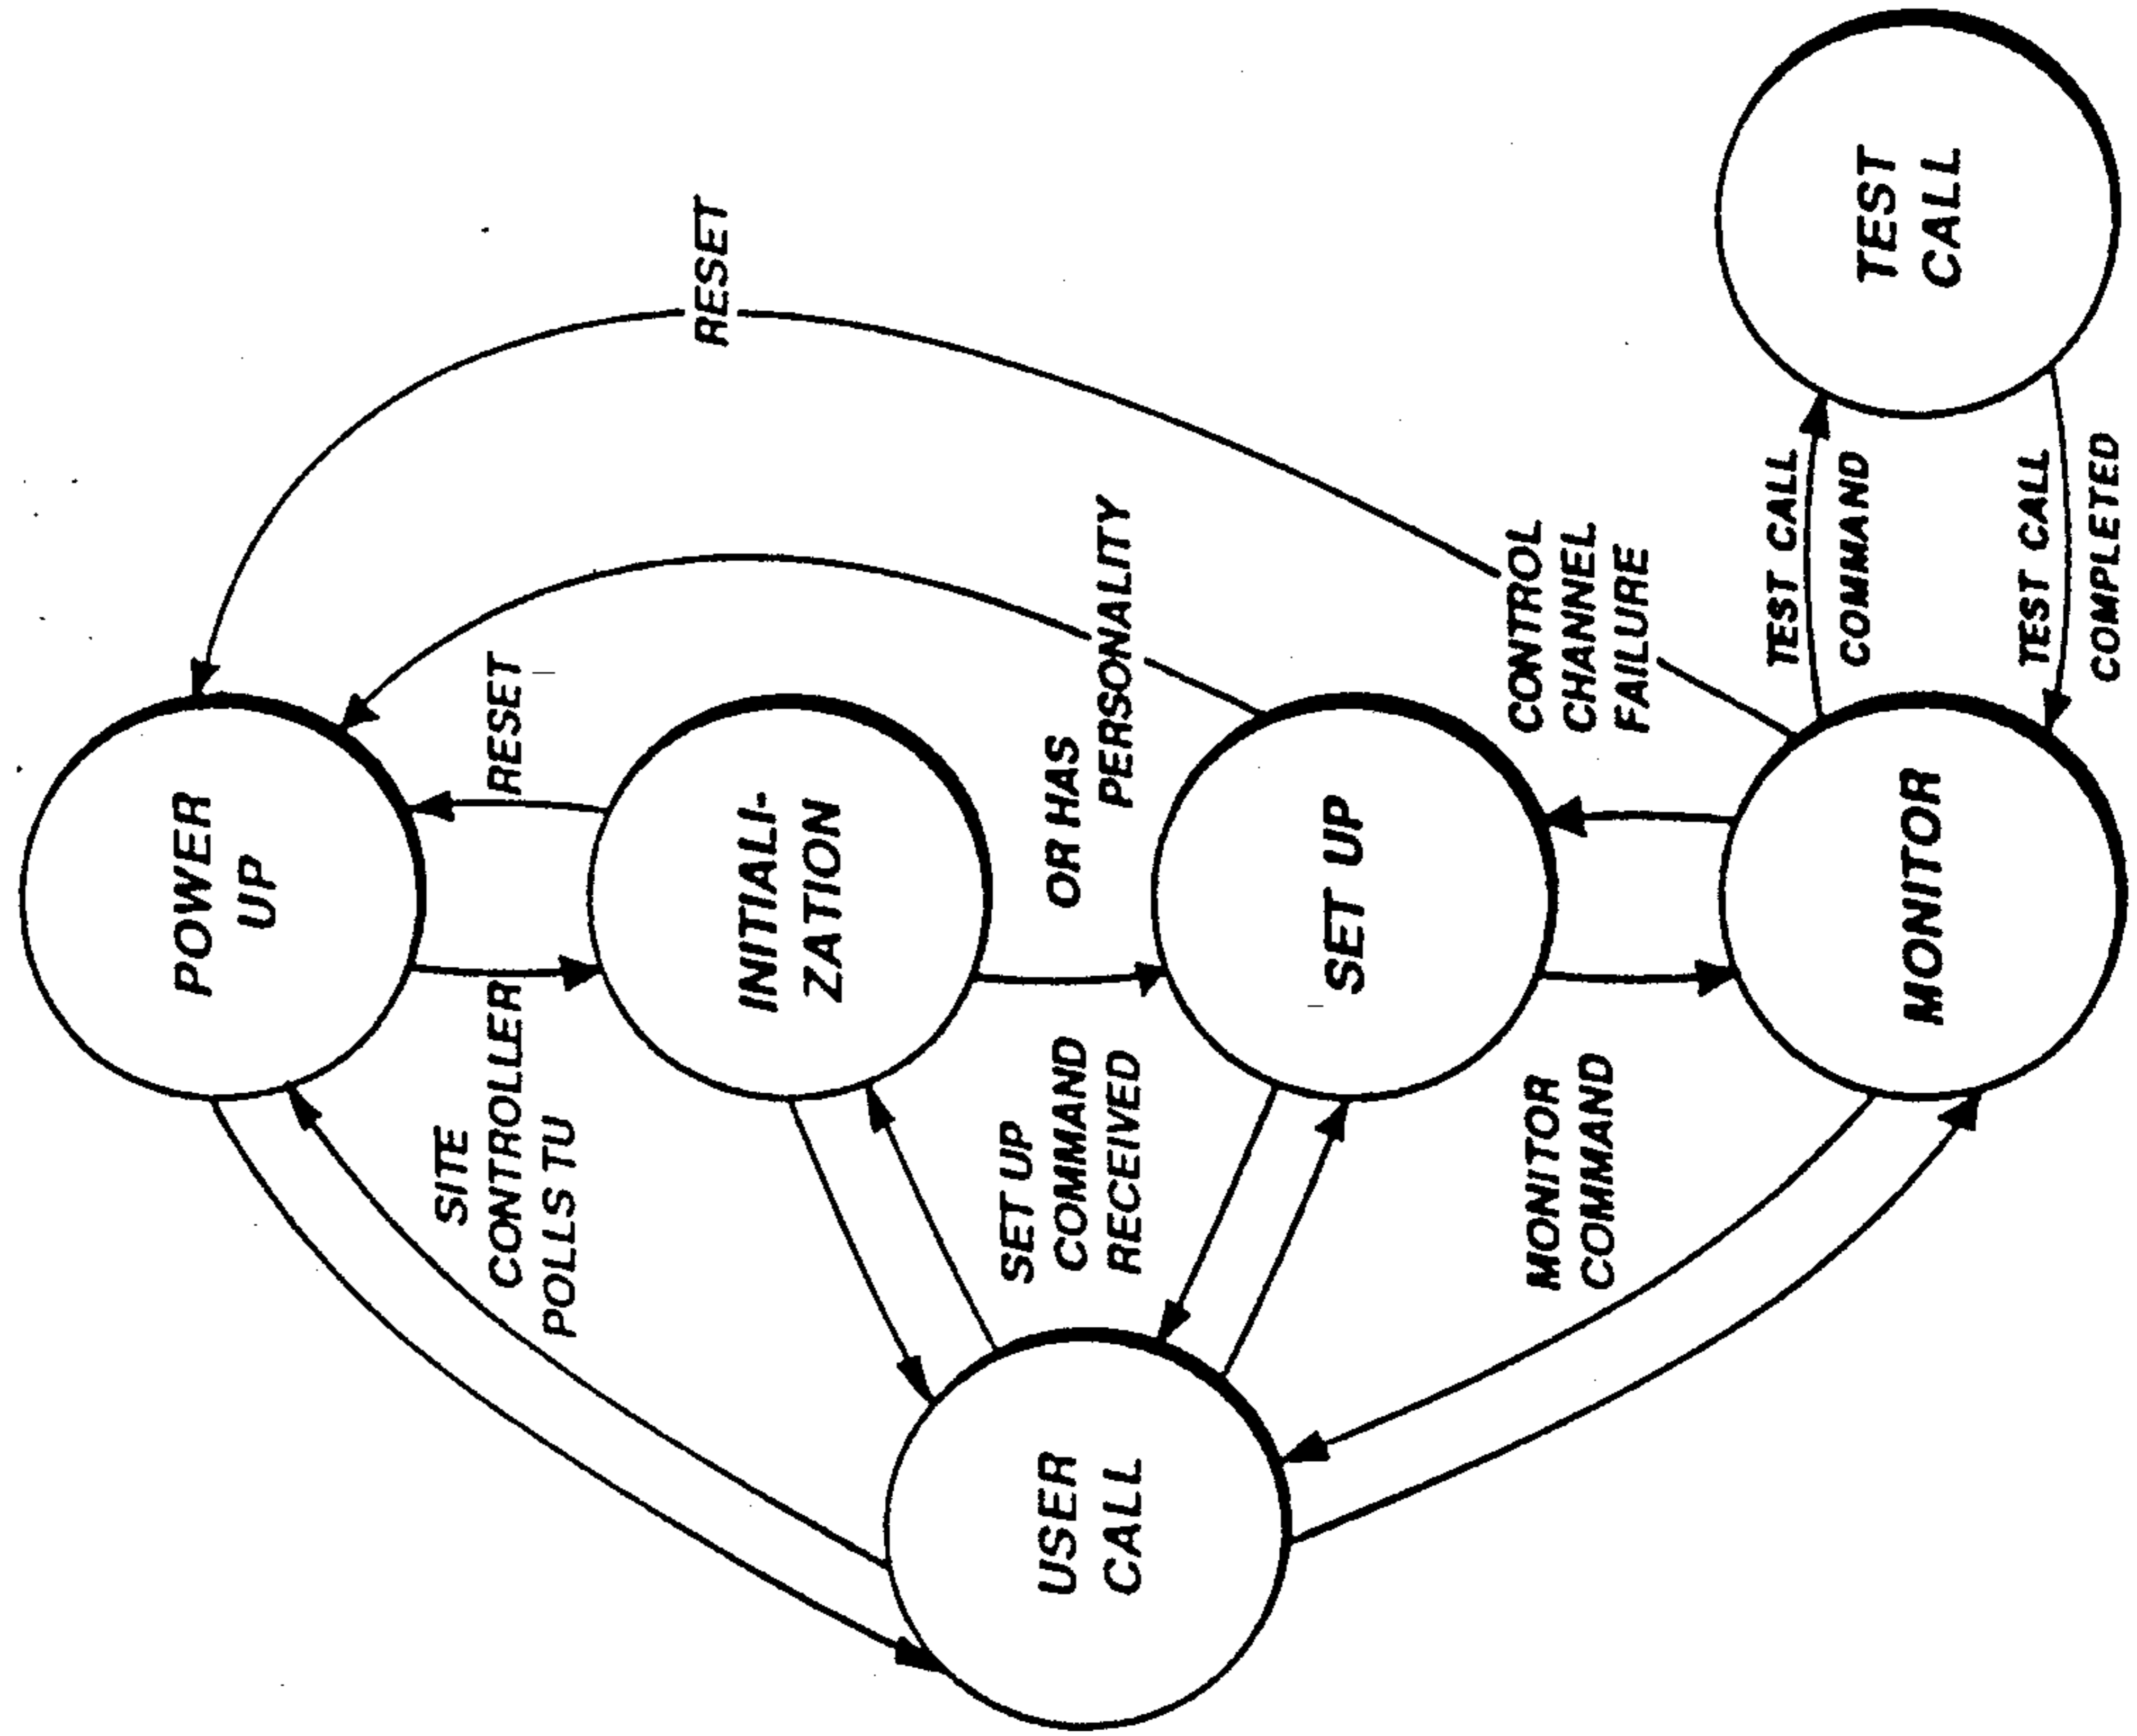 POWER
UP
SITE
CONTROLLER
POLLS TU
RESET
INITIALI-
ZATION
RESET
SET UP
COMMAND
RECEIVED
OR HAS
PERSONALITY
USER
CALL
SET UP
MONITOR
COMMAND
CONTROL
CHANNEL
FAILURE
MONITOR
TEST CALL
COMMAND
TEST CALL
COMPLETED
TEST
CALL